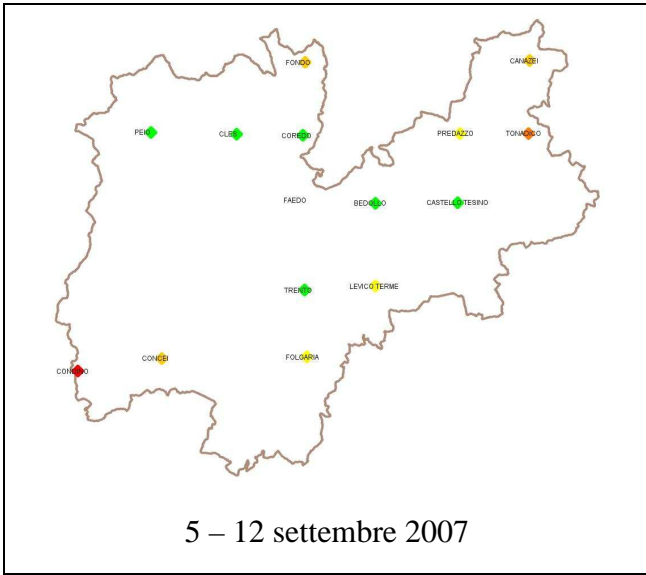 FONDO
CANAZEI
PEIO
CLES
COREDO
PREDAZZO
TONADICO
FAEDO
BEDOLLO
CASTELLO TESINO
TRENTO
LEVICO TERME
CONCEI
FOLGARIA
CONDINO
5 – 12 settembre 2007